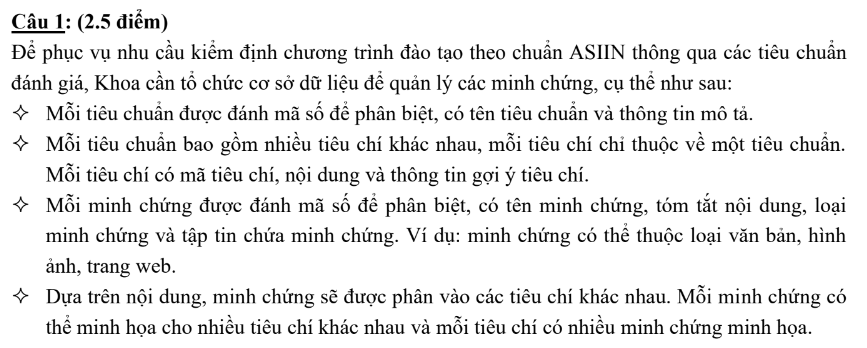 Câu 1: (2.5 điểm)
Để phục vụ nhu cầu kiểm định chương trình đào tạo theo chuẩn ASIIN thông qua các tiêu chuẩn
đánh giá, Khoa cần tổ chức cơ sở dữ liệu để quản lý các minh chứng, cụ thể như sau:
✧ Mỗi tiêu chuẩn được đánh mã số để phân biệt, có tên tiêu chuẩn và thông tin mô tả.
✧ Mỗi tiêu chuẩn bao gồm nhiều tiêu chí khác nhau, mỗi tiêu chí chỉ thuộc về một tiêu chuẩn.
Mỗi tiêu chí có mã tiêu chí, nội dung và thông tin gợi ý tiêu chí.
✧ Mỗi minh chứng được đánh mã số để phân biệt, có tên minh chứng, tóm tắt nội dung, loại
minh chứng và tập tin chứa minh chứng. Ví dụ: minh chứng có thể thuộc loại văn bản, hình
ảnh, trang web.
✧ Dựa trên nội dung, minh chứng sẽ được phân vào các tiêu chí khác nhau. Mỗi minh chứng có
thể minh họa cho nhiều tiêu chí khác nhau và mỗi tiêu chí có nhiều minh chứng minh họa.